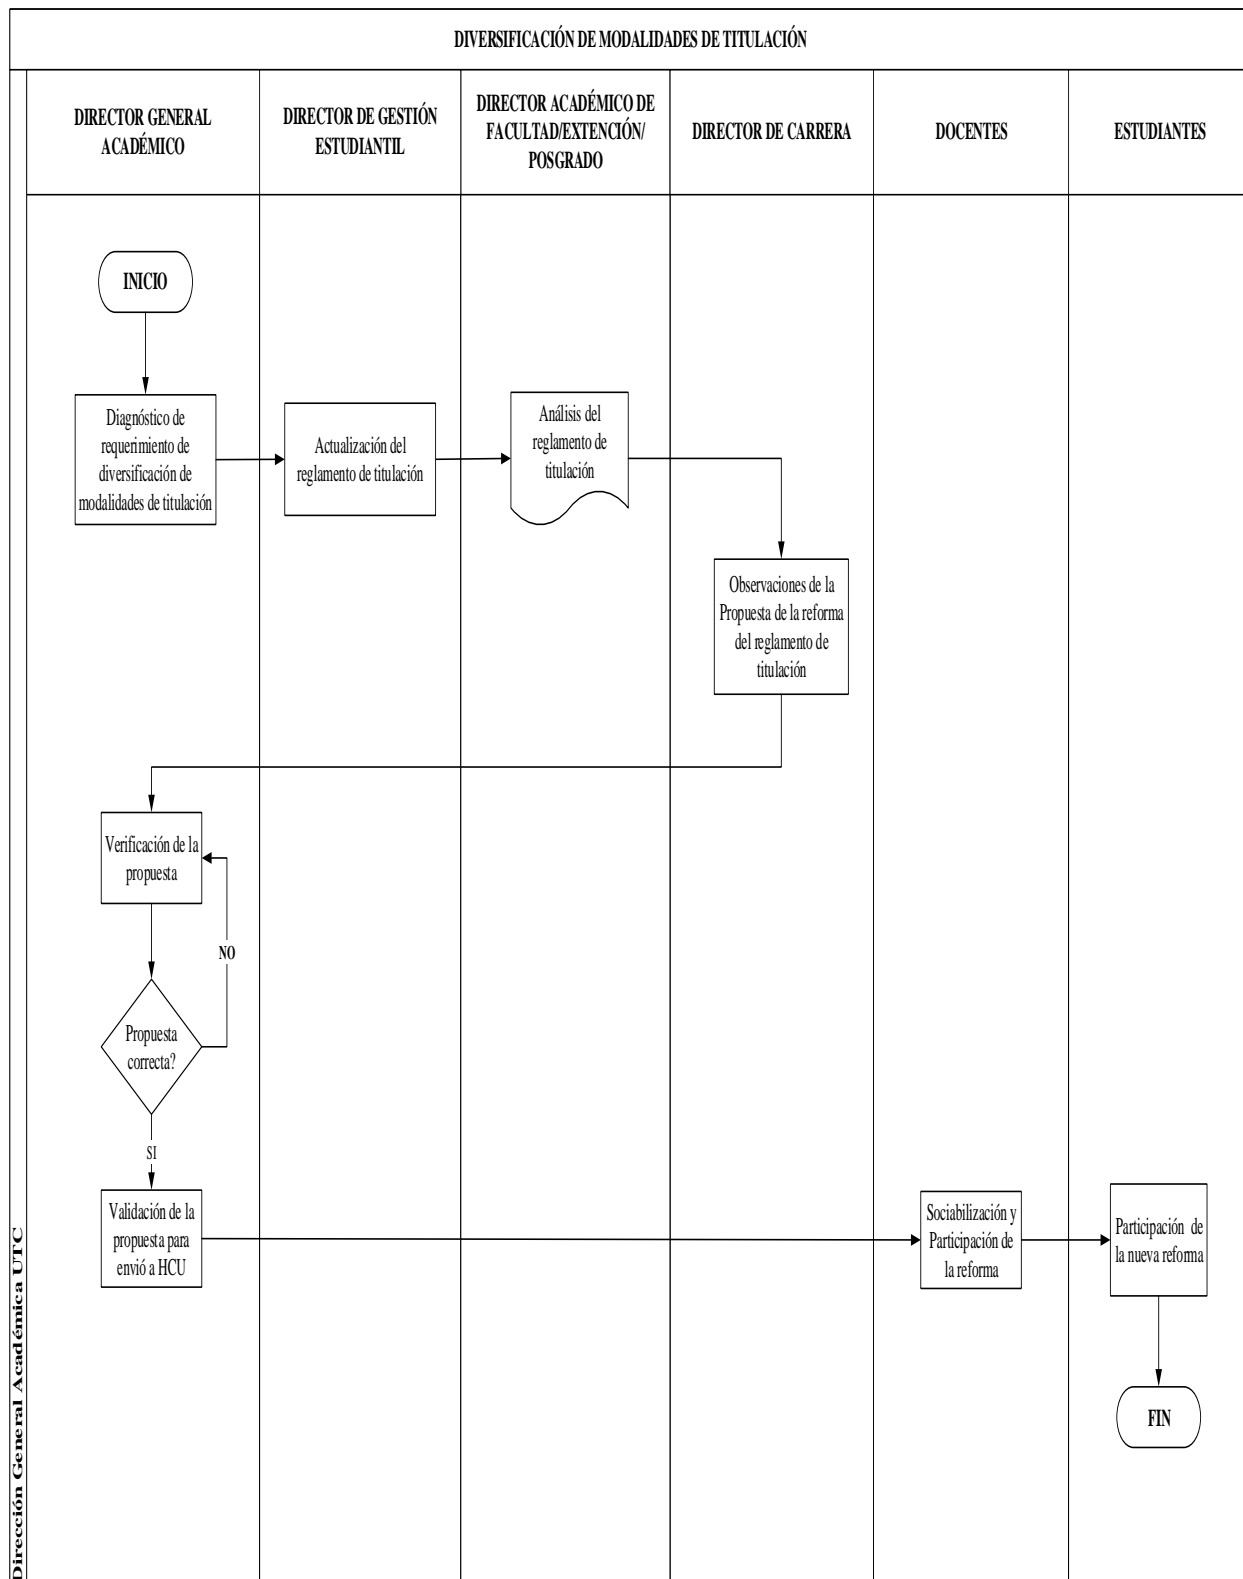 DIVERSIFICACIÓN DE MODALIDADES DE TITULACIÓN
DIRECTOR GENERAL
ACADÉMICO
DIRECTOR DE GESTIÓN
ESTUDIANTIL
DIRECTOR ACADÉMICO DE
FACULTAD/EXTENCIÓN/
POSGRADO
DIRECTOR DE CARRERA
DOCENTES
ESTUDIANTES
INICIO
Diagnóstico de
requerimiento de
diversificación de
modalidades de titulación
Actualización del
reglamento de titulación
Análisis del
reglamento de
titulación
Observaciones de la
Propuesta de la reforma
del reglamento de
titulación
Verificación de la
propuesta
NO
Propuesta
correcta?
SI
Validación de la
propuesta para
envió a HCU
Sociabilización y
Participación de
la reforma
Participación de
la nueva reforma
FIN
Dirección General Académica UTC